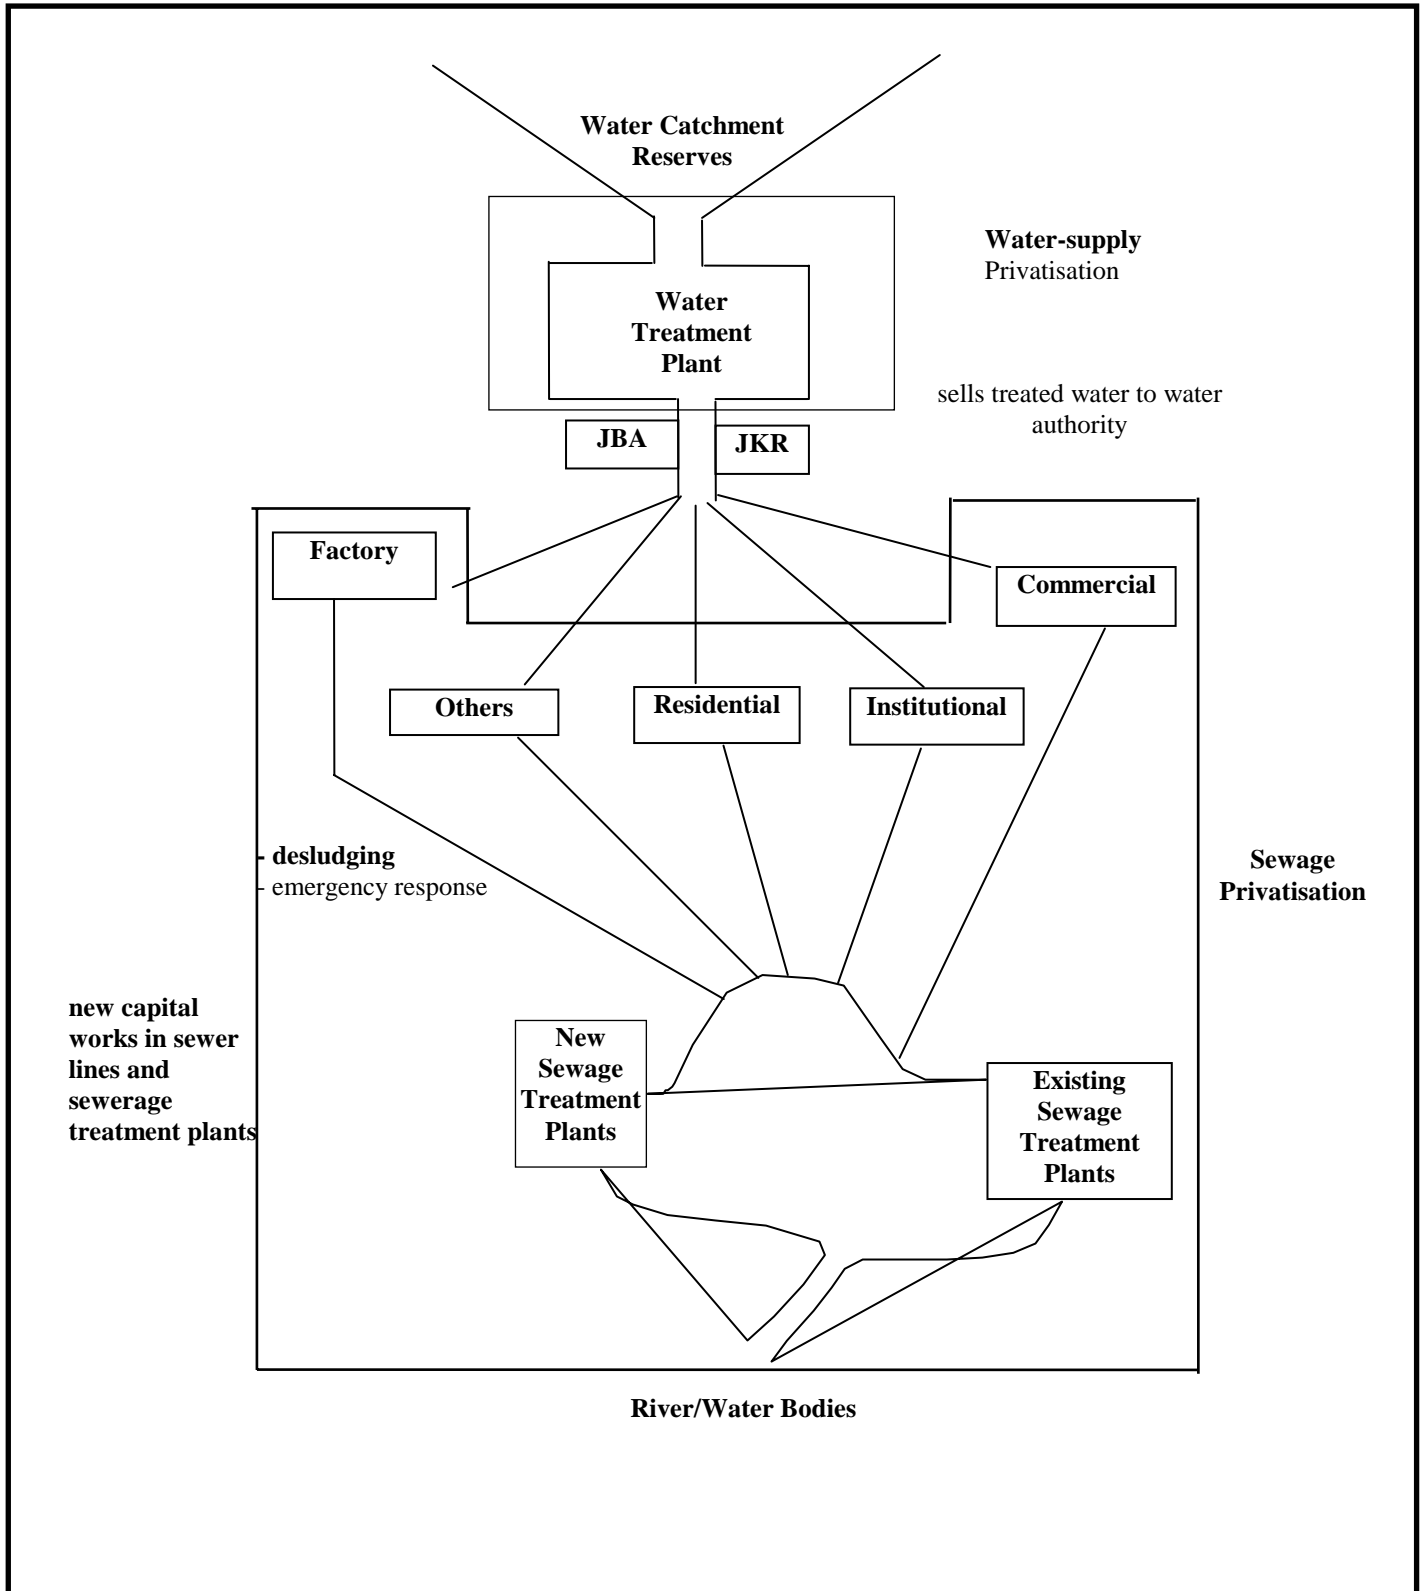 Water Catchment
Reserves
Water-supply
Privatisation
Water
Treatment
Plant
sells treated water to water
authority
JBA
JKR
Factory
Commercial
Others
Residential
Institutional
- desludging
- emergency response
Sewage
Privatisation
new capital
works in sewer
lines and
sewerage
treatment plants
New
Sewage
Treatment
Plants
Existing
Sewage
Treatment
Plants
River/Water Bodies